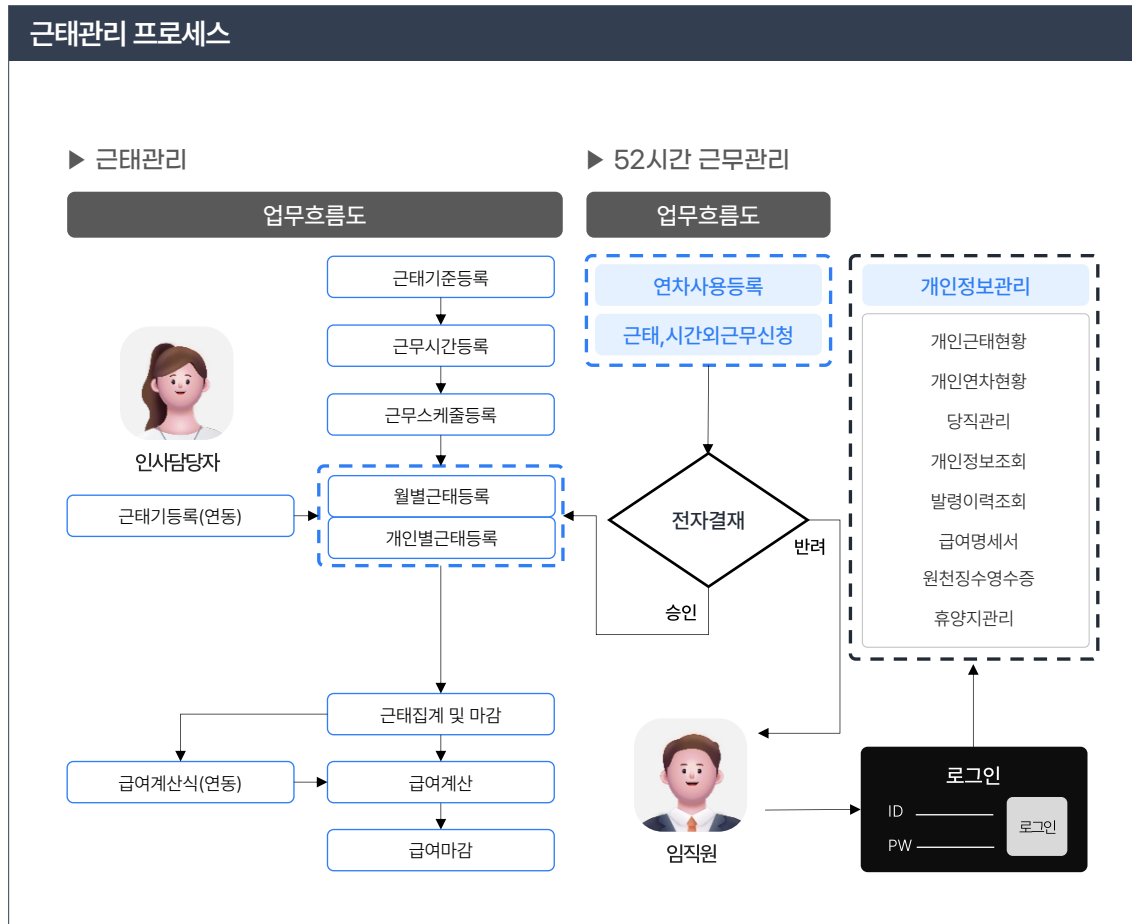 근태관리 프로세스
▶ 근태관리
업무흐름도
근태기준등록
근무시간등록
근무스케줄등록
인사담당자
근태기등록(연동)
월별근태등록
개인별근태등록
근태집계 및 마감
급여계산식(연동)
급여계산
급여마감
▶ 52시간 근무관리
업무흐름도
연차사용등록
근태,시간외근무신청
전자결재
반려
승인
임직원
개인정보관리
개인근태현황
개인연차현황
당직관리
개인정보조회
발령이력조회
급여명세서
원천징수영수증
휴양지관리
로그인
ID
PW
로그인